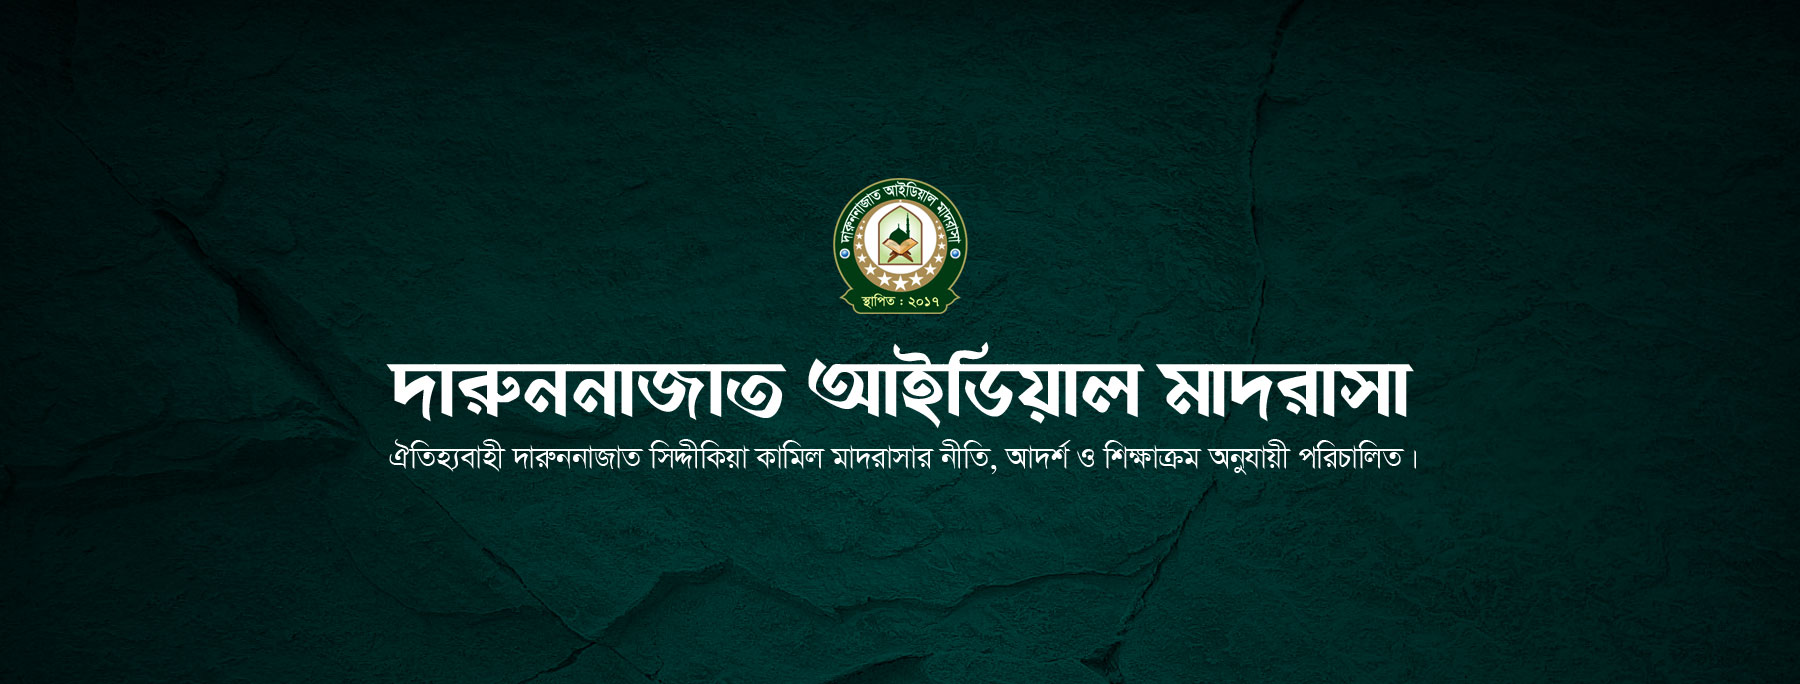 দারুননাজাত আইডিয়াল মাদরাসা
স্থাপিত : ২০১৭
দারুননাজাত আইডিয়াল মাদরাসা
ঐতিহ্যবাহী দারুননাজাত সিদ্দীকিয়া কামিল মাদরাসার নীতি, আদর্শ ও শিক্ষাক্রম অনুযায়ী পরিচালিত।